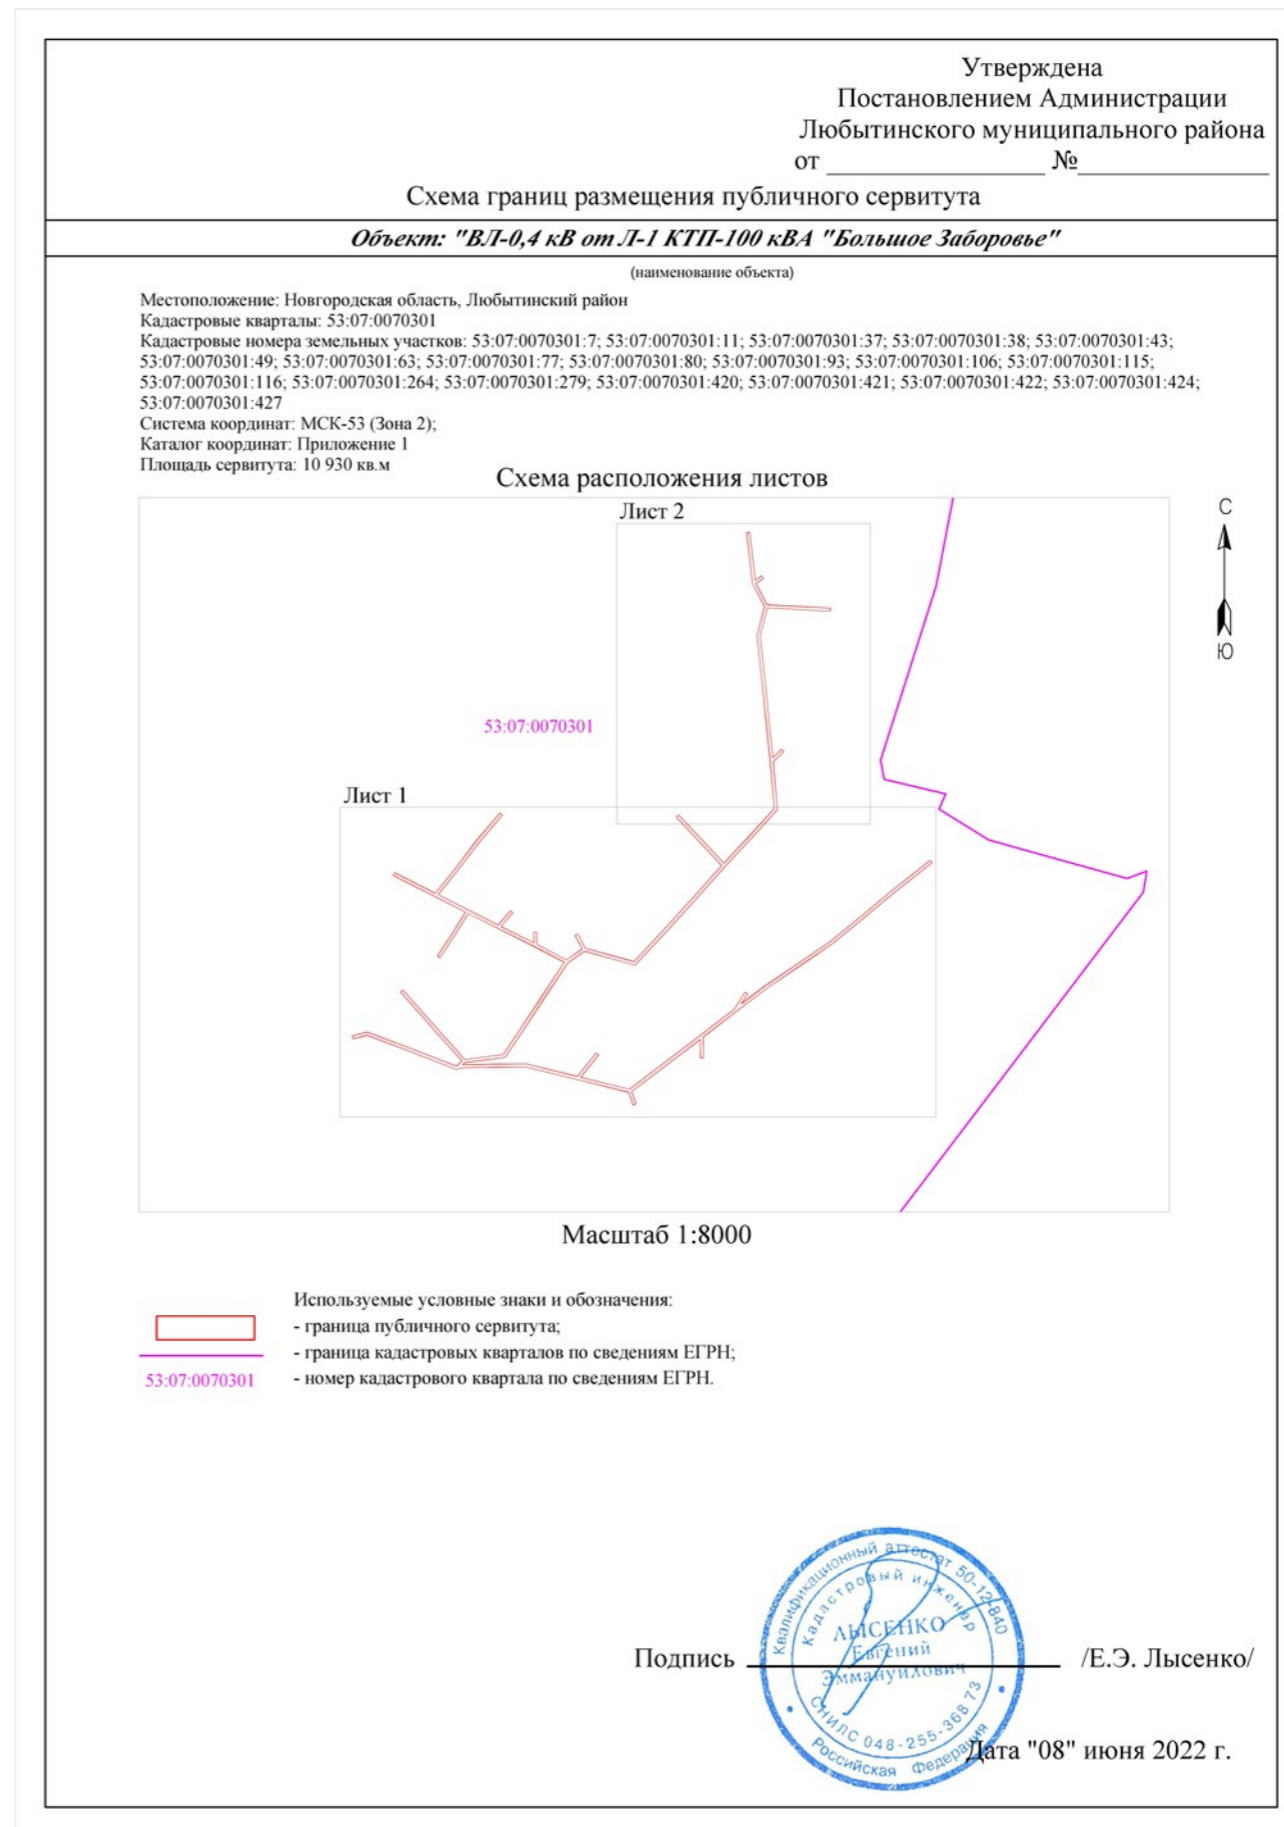 Утверждена
Постановлением Администрации
Любытинского муниципального района
от ____________ №____________
Схема границ размещения публичного сервитута
Объект: "ВЛ-0,4 кВ от Л-1 КТП-100 кВА "Большое Заборовье"
(наименование объекта)
Местоположение: Новгородская область, Любытинский район
Кадастровые кварталы: 53:07:0070301
Кадастровые номера земельных участков: 53:07:0070301:7; 53:07:0070301:11; 53:07:0070301:37; 53:07:0070301:38; 53:07:0070301:43;
53:07:0070301:49; 53:07:0070301:63; 53:07:0070301:77; 53:07:0070301:80; 53:07:0070301:93; 53:07:0070301:106; 53:07:0070301:115;
53:07:0070301:116; 53:07:0070301:264; 53:07:0070301:279; 53:07:0070301:420; 53:07:0070301:421; 53:07:0070301:422; 53:07:0070301:424;
53:07:0070301:427
Система координат: МСК-53 (Зона 2);
Каталог координат: Приложение 1
Площадь сервитута: 10 930 кв.м
Схема расположения листов
Лист 2
С
Ю
53:07:0070301
Лист 1
Масштаб 1:8000
Используемые условные знаки и обозначения:
- граница публичного сервитута;
- граница кадастровых кварталов по сведениям ЕГРН;
53:07:0070301 - номер кадастрового квартала по сведениям ЕГРН.
Квалификационный аттестат 50-12-840
Кадастровый инженер
ЛЫСЕНКО
Евгений
Эммануилович
СНИЛС 048-255-368 73
Российская Федерация
Подпись ____________ /Е.Э. Лысенко/
Дата "08" июня 2022 г.